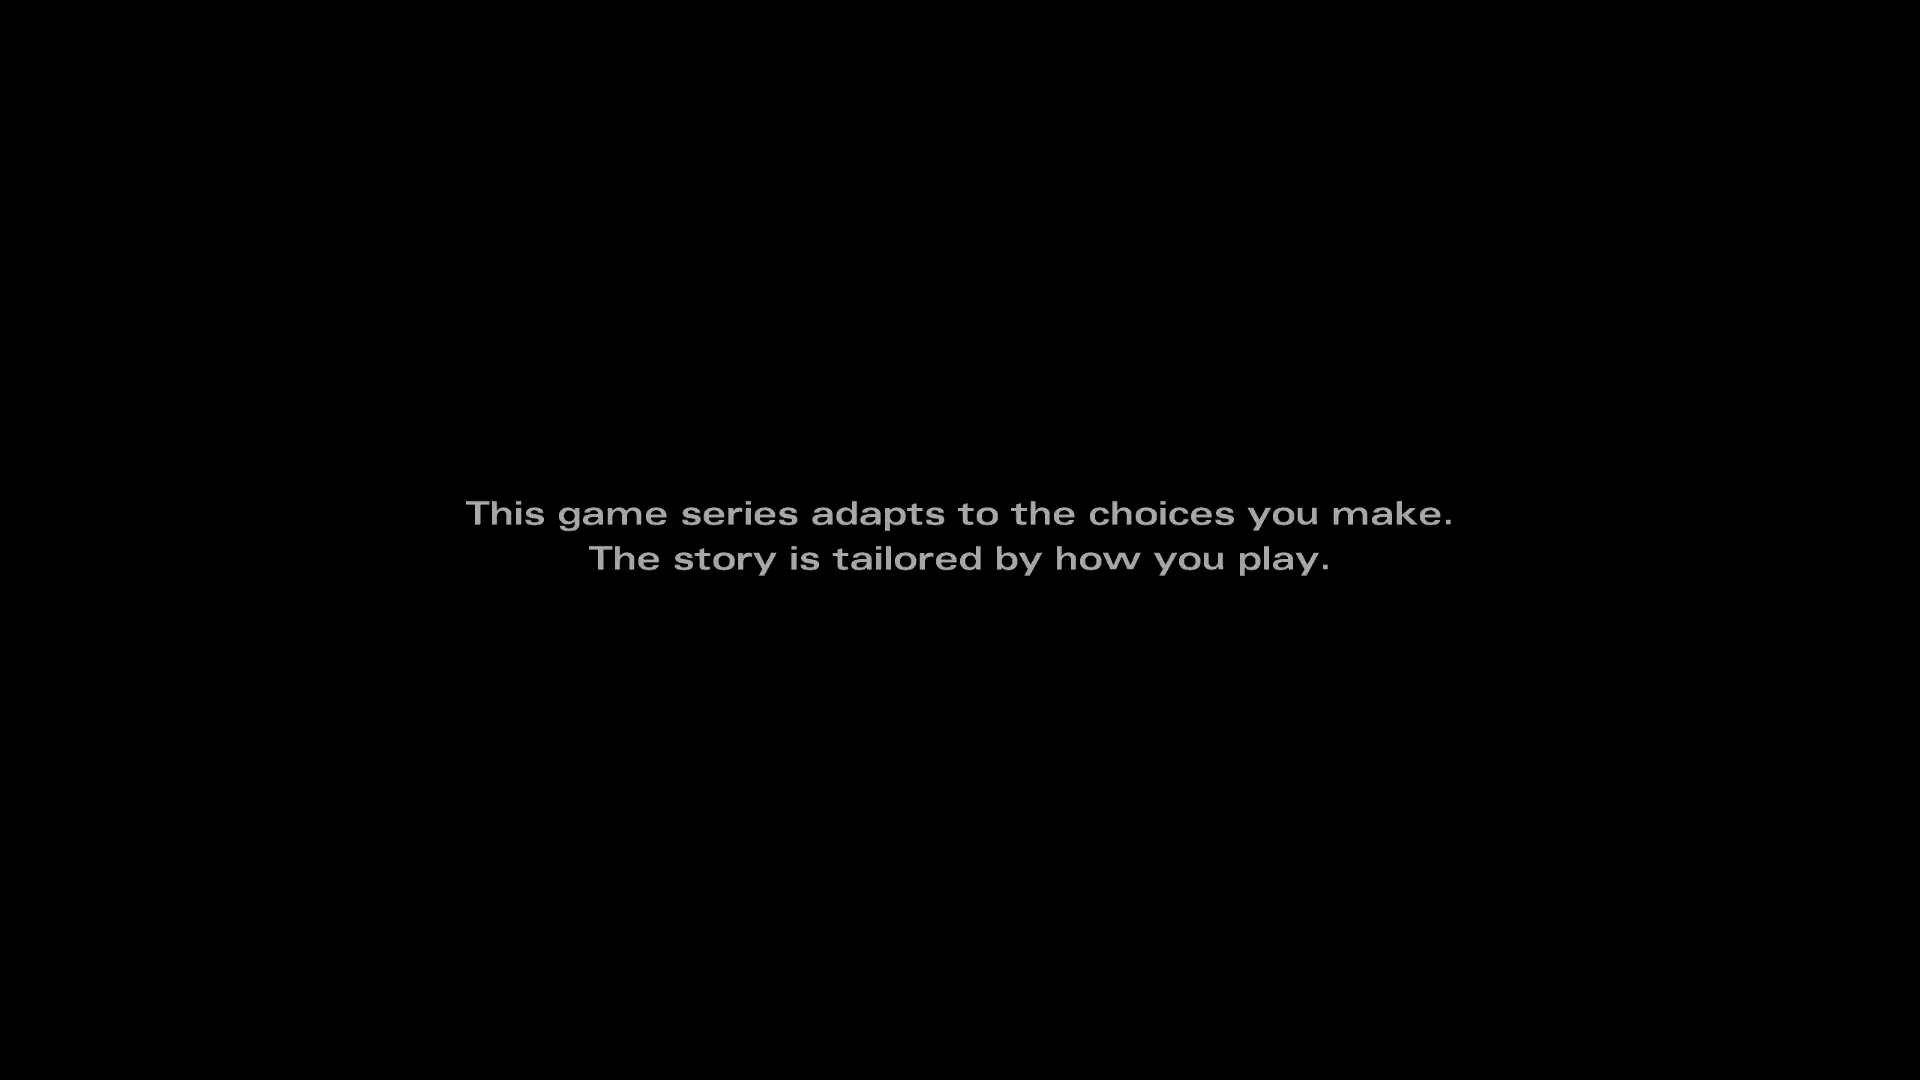 This game series adapts to the choices you make.
The story is tailored by how you play.